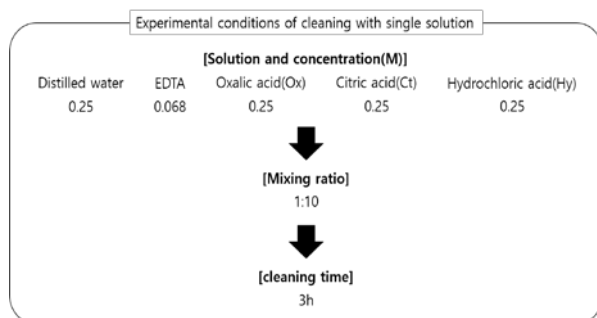 Experimental conditions of cleaning with single solution
[Solution and concentration(M)]
Distilled water EDTA Oxalic acid(Ox) Citric acid(Ct) Hydrochloric acid(Hy)
0.25 0.068 0.25 0.25 0.25
[Mixing ratio]
1:10
[cleaning time]
3h